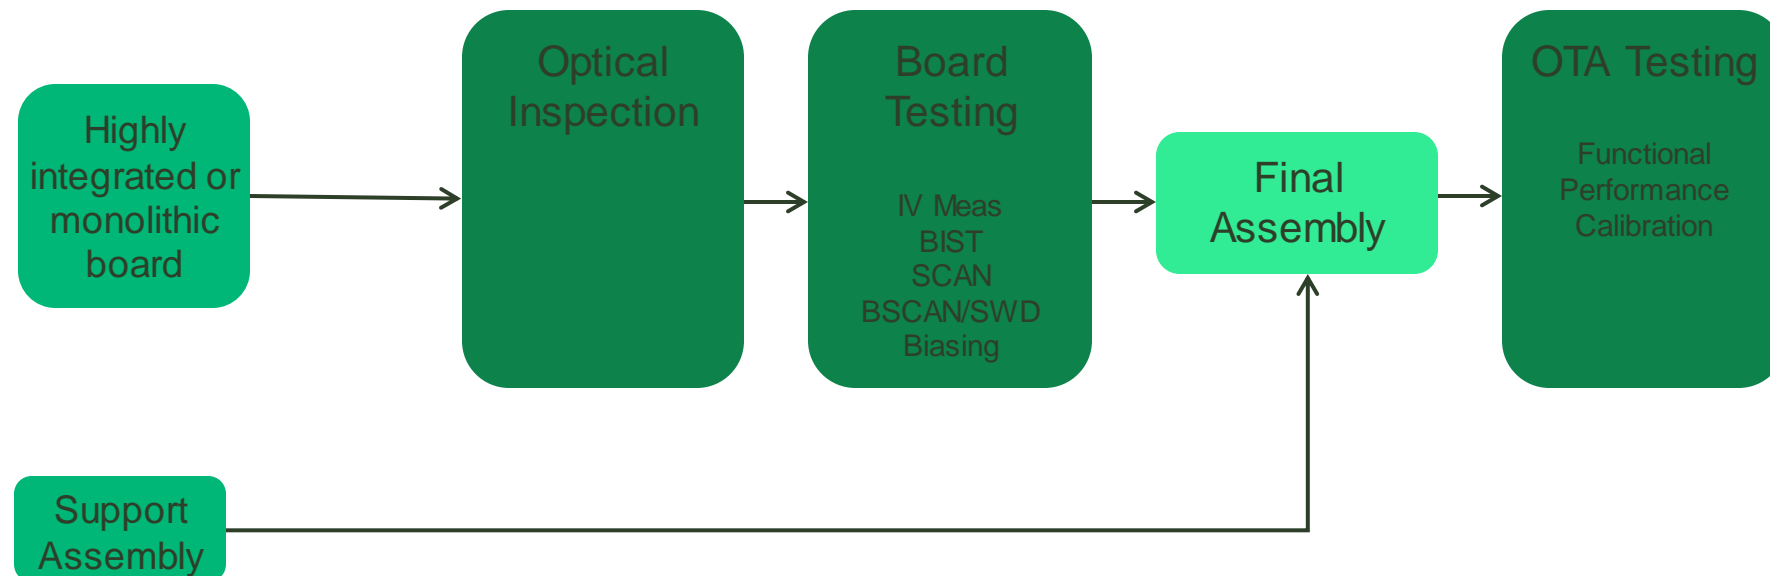 Highly
integrated or
monolithic
board
Optical
Inspection
Board
Testing
IV Meas
BIST
SCAN
BSCAN/SWD
Biasing
Final
Assembly
OTA Testing
Functional
Performance
Calibration
Support
Assembly